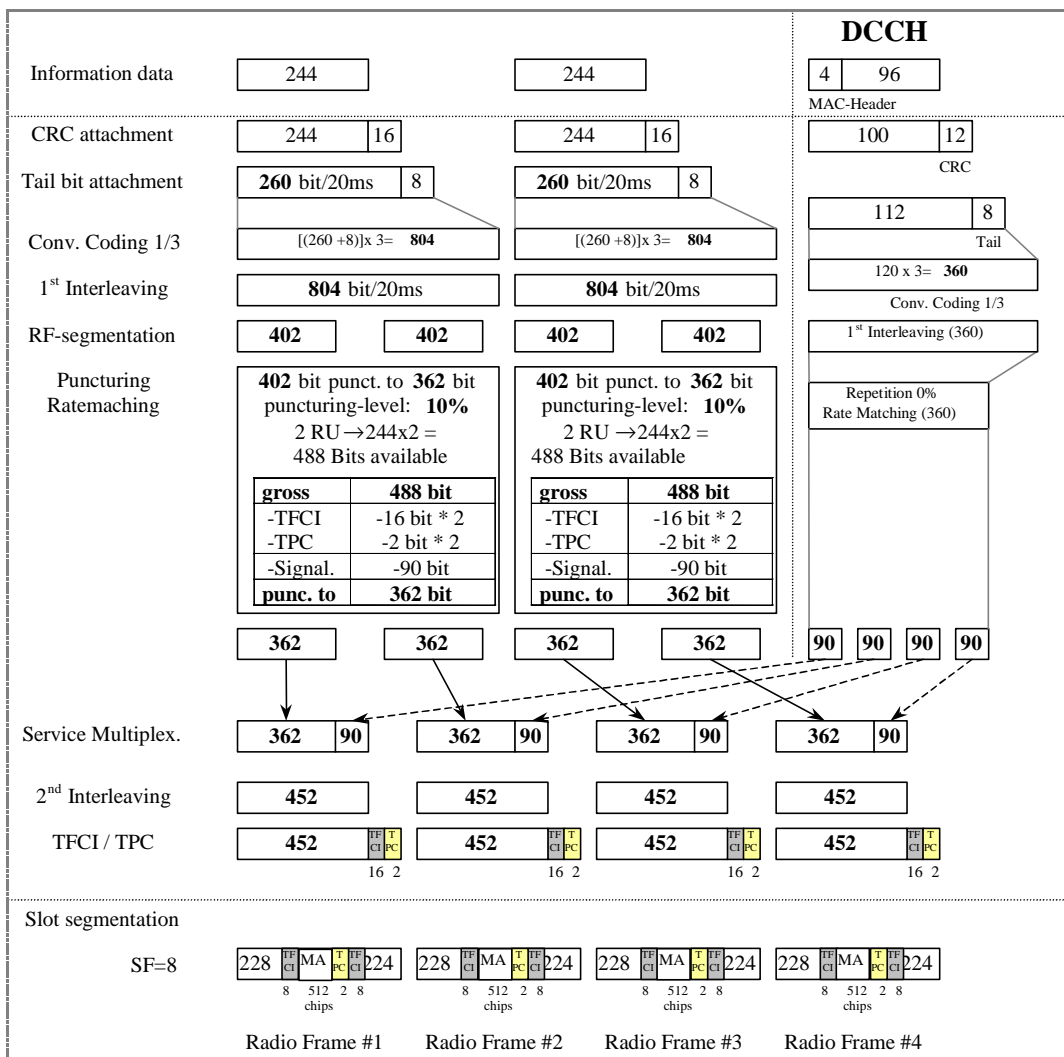 DCCH
Information data 244 244 4 96
MAC-Header
CRC attachment 244 16 244 16 100 12
CRC
Tail bit attachment 260 bit/20ms 8 260 bit/20ms 8
112 8
Tail
Conv. Coding 1/3 [(260 +8)]x 3= 804 [(260 +8)]x 3= 804
120 x 3= 360
Conv. Coding 1/3
1st Interleaving 804 bit/20ms 804 bit/20ms
RF-segmentation 402 402 402 402 1st Interleaving (360)
Puncturing
Ratemaching
402 bit punct. to 362 bit
puncturing-level: 10%
2 RU →244x2 =
488 Bits available
gross 488 bit
-TFCI -16 bit * 2
-TPC -2 bit * 2
-Signal. -90 bit
punc. to 362 bit
402 bit punct. to 362 bit
puncturing-level: 10%
2 RU →244x2 =
488 Bits available
gross 488 bit
-TFCI -16 bit * 2
-TPC -2 bit * 2
-Signal. -90 bit
punc. to 362 bit
Repetition 0%
Rate Matching (360)
362 362 362 362 90 90 90 90
Service Multiplex. 362 90 362 90 362 90 362 90
2nd Interleaving 452 452 452 452
TFCI / TPC 452 TF CI T PC 452 TF CI T PC 452 TF CI T PC 452 TF CI T PC
16 2 16 2 16 2 16 2
Slot segmentation
SF=8 228 TF CI MA T PC TF CI 224 228 TF CI MA T PC TF CI 224 228 TF CI MA T PC TF CI 224 228 TF CI MA T PC TF CI 224
8 512 2 8 8 512 2 8 8 512 2 8 8 512 2 8
chips chips chips chips
Radio Frame #1 Radio Frame #2 Radio Frame #3 Radio Frame #4